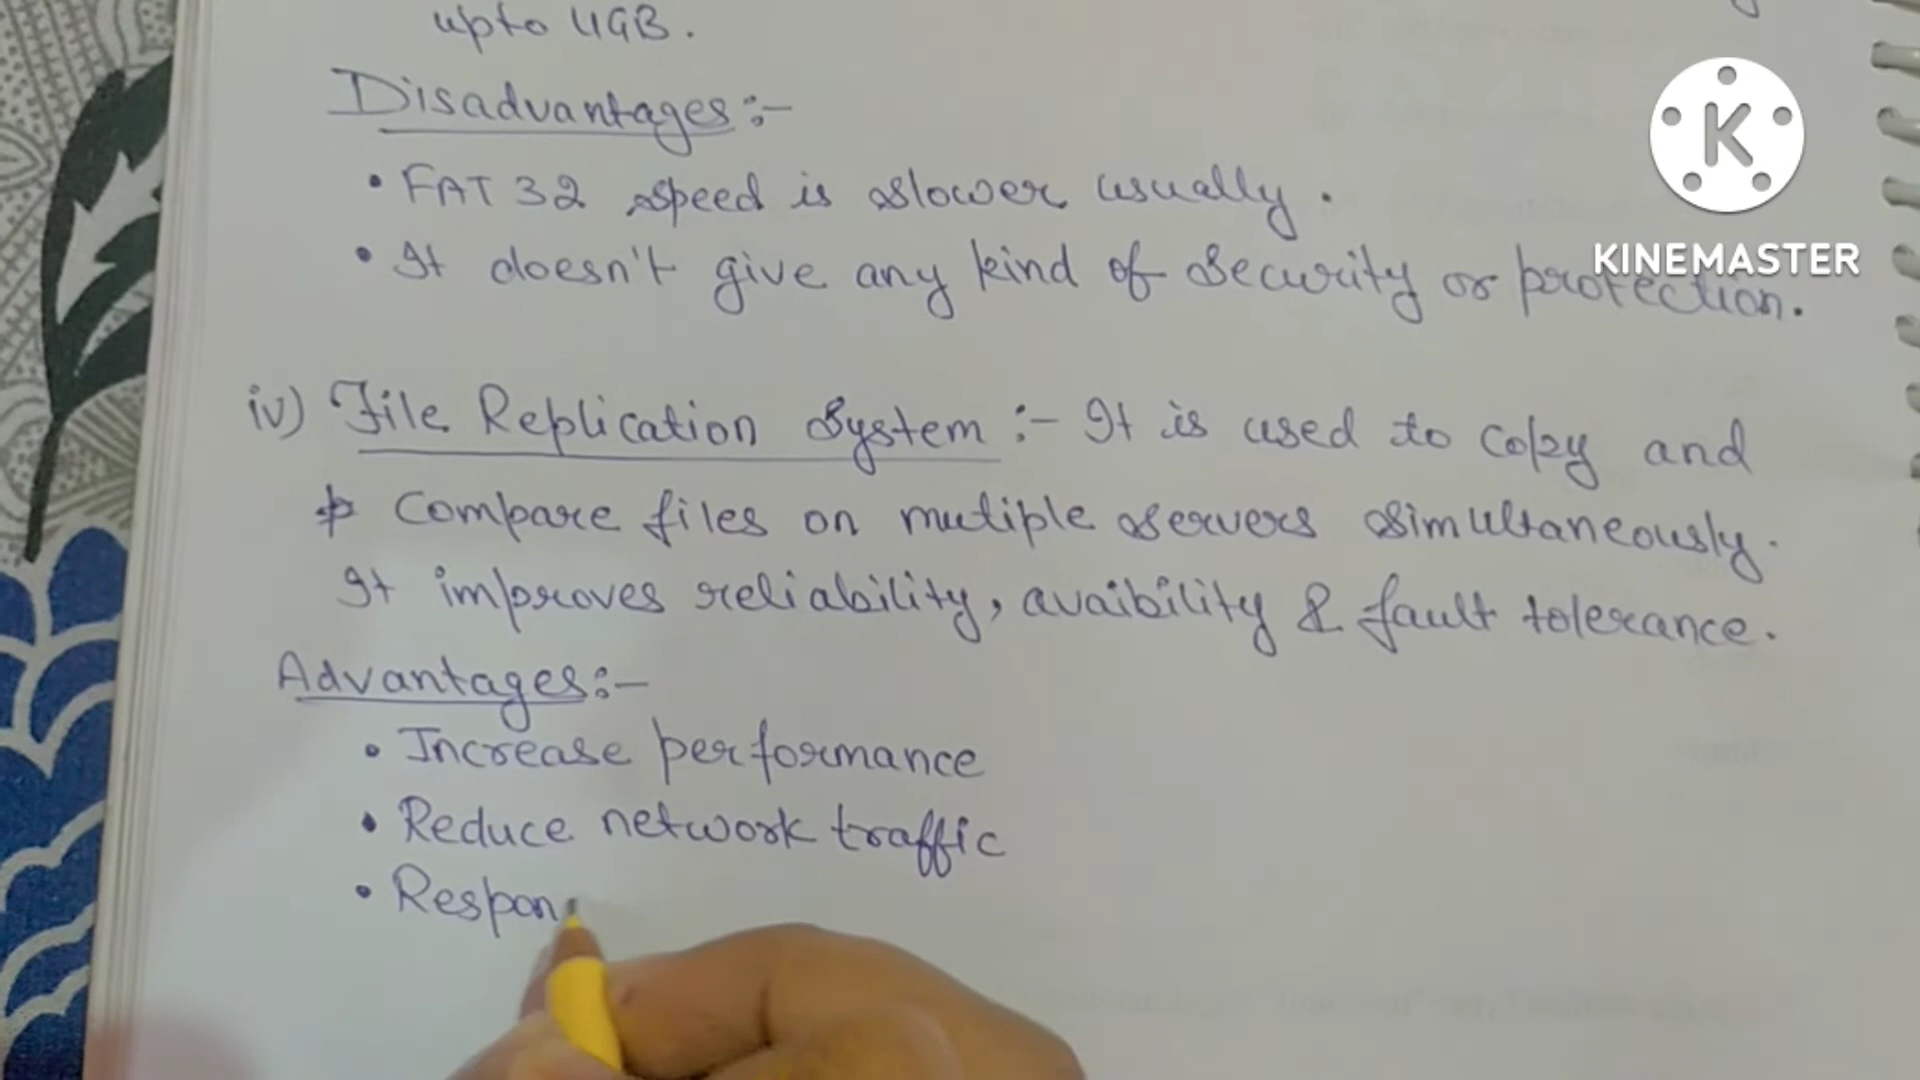 upto 4GB.
Disadvantages:-
• FAT 32 speed is slower usually.
• It doesn't give any kind of security or protection.
KINEMASTER
iv) File Replication System :- It is used to copy and
compare files on mutiple servers simultaneously.
It improves reliability, avaibility & fault tolerance.
Advantages:-
• Increase performance
• Reduce network traffic
• Respon